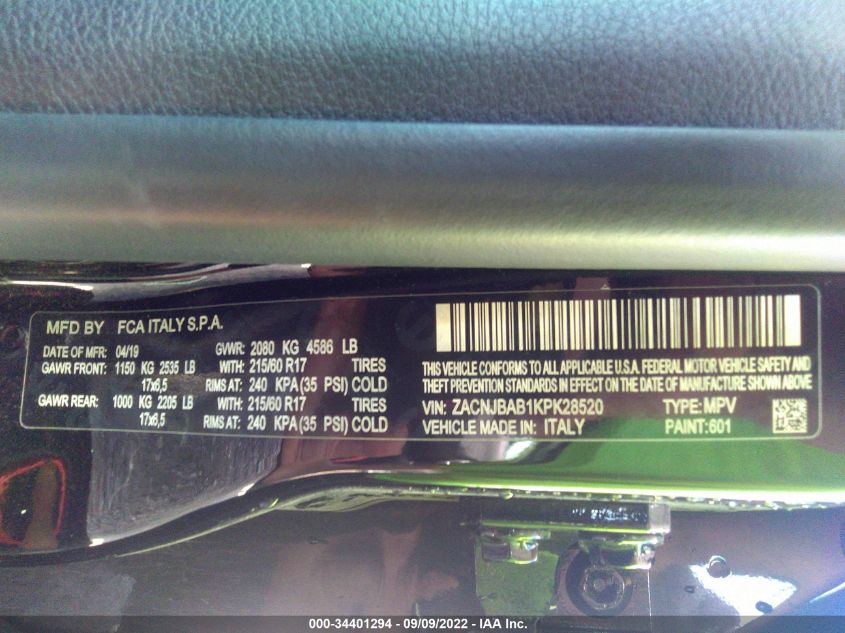 MFD BY FCA ITALY S.P.A.
DATE OF MFR: 04/19 GVWR: 2080 KG 4586 LB
GAWR FRONT: 1150 KG 2535 LB WITH: 215/60 R17 TIRES
17x6,5 RIMS AT: 240 KPA (35 PSI) COLD
GAWR REAR: 1000 KG 2205 LB WITH: 215/60 R17 TIRES
17x6,5 RIMS AT: 240 KPA (35 PSI) COLD
THIS VEHICLE CONFORMS TO ALL APPLICABLE U.S.A. FEDERAL MOTOR VEHICLE SAFETY AND
THEFT PREVENTION STANDARDS IN EFFECT ON THE DATE OF MANUFACTURE SHOWN ABOVE
VIN: ZACNJBAB1KPK28520 TYPE: MPV
VEHICLE MADE IN: ITALY PAINT:601
000-34401294 - 09/09/2022 - IAA Inc.